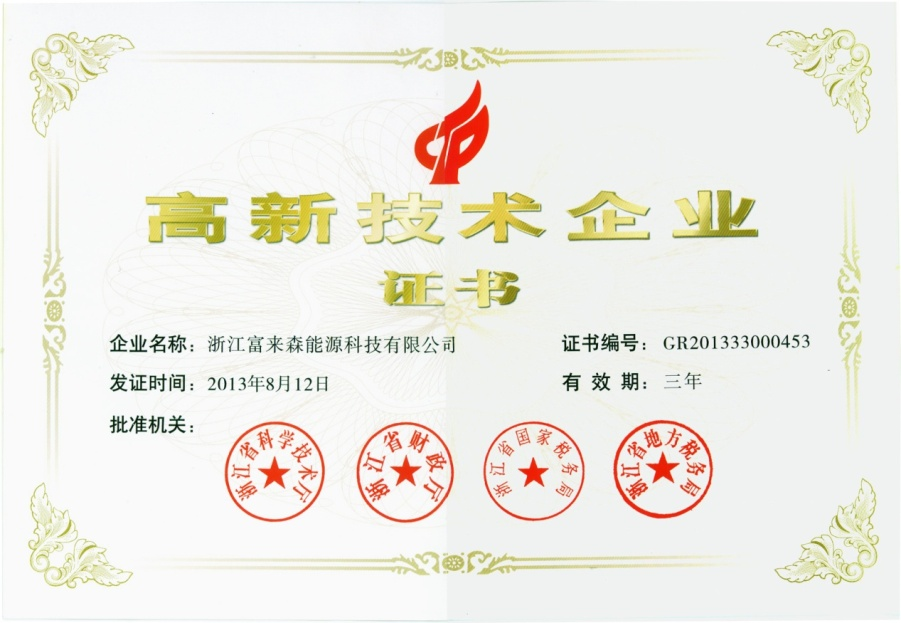 高新技术企业
证书
企业名称：浙江富来森能源科技有限公司
证书编号：GR201333000453
发证时间：2013年8月12日
有效期：三年
批准机关：
浙江省科学技术厅
浙江省财政厅
浙江省国家税务局
浙江省地方税务局